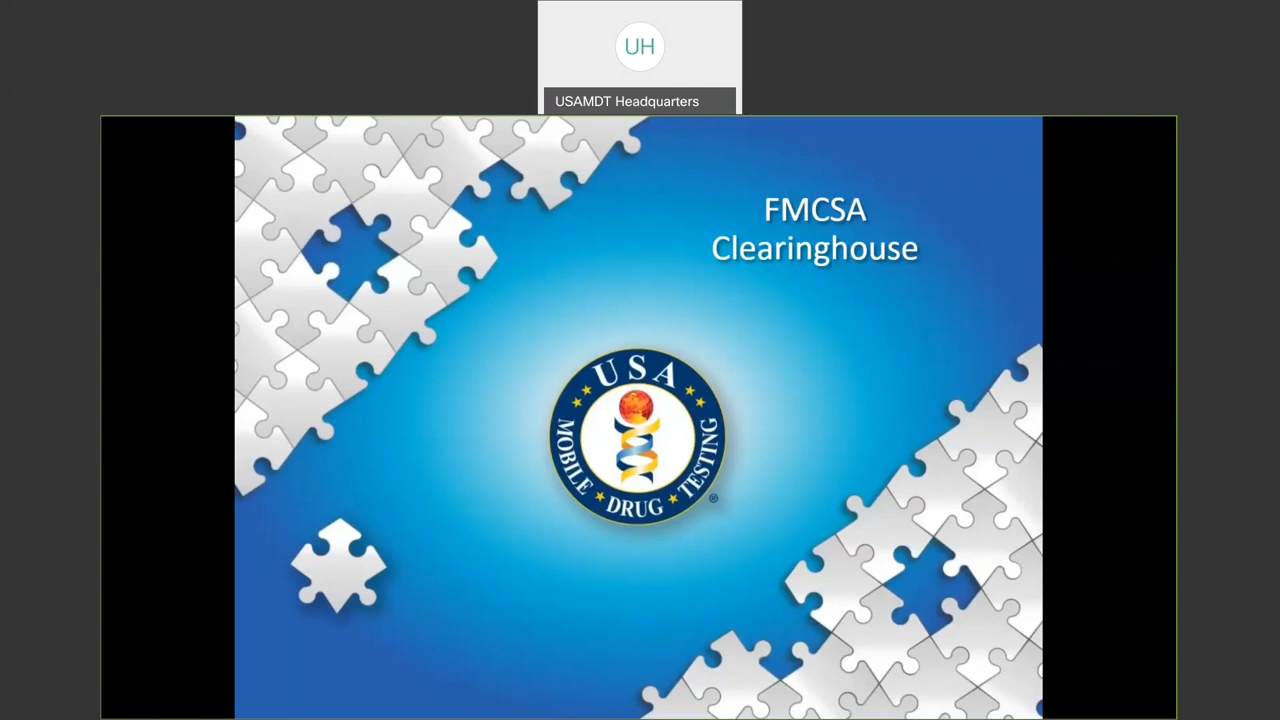 UH
USAMDT Headquarters
FMCSA
Clearinghouse
USA
MOBILE DRUG TESTING
®